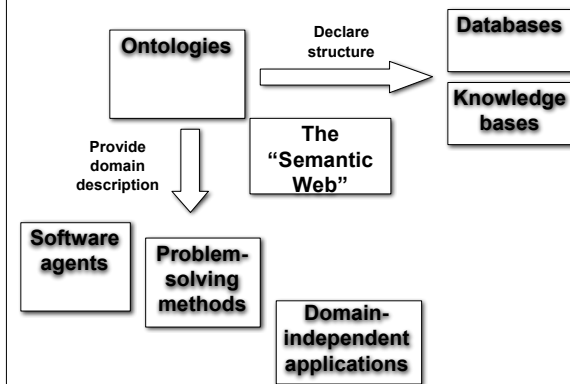 Ontologies
Declare
structure
Databases
Knowledge
bases
Provide
domain
description
The
“Semantic
Web”
Software
agents
Problem-
solving
methods
Domain-
independent
applications